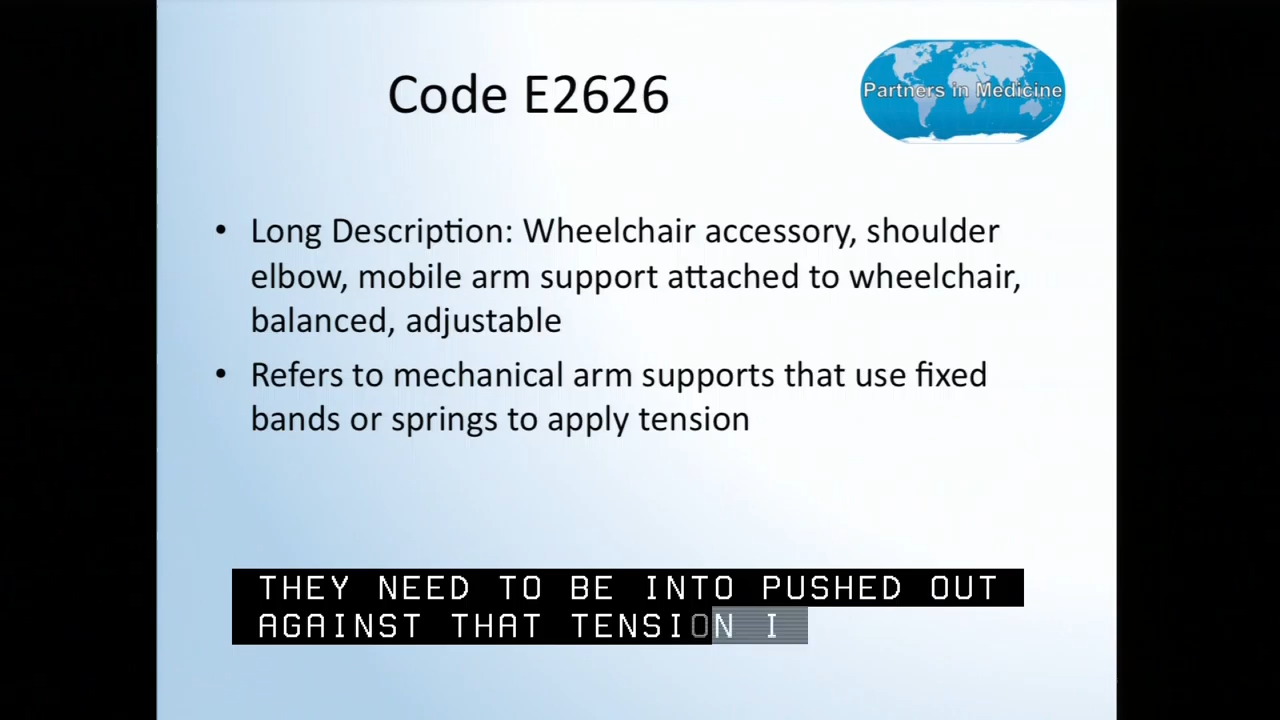 Code E2626
Partners in Medicine
• Long Description: Wheelchair accessory, shoulder
elbow, mobile arm support attached to wheelchair,
balanced, adjustable
• Refers to mechanical arm supports that use fixed
bands or springs to apply tension
THEY NEED TO BE INTO PUSHED OUT
AGAINST THAT TENSION I